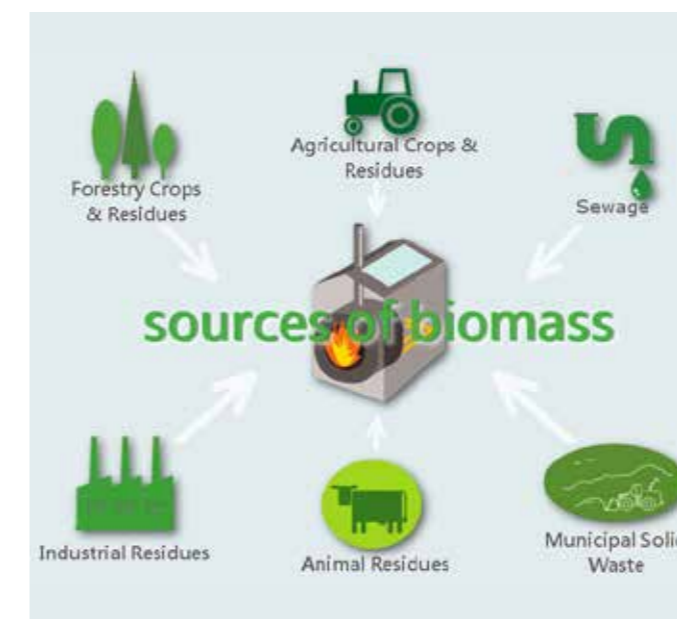 Agricultural Crops &
Residues
Forestry Crops
& Residues
Sewage
sources of biomass
Industrial Residues
Animal Residues
Municipal Soli
Waste